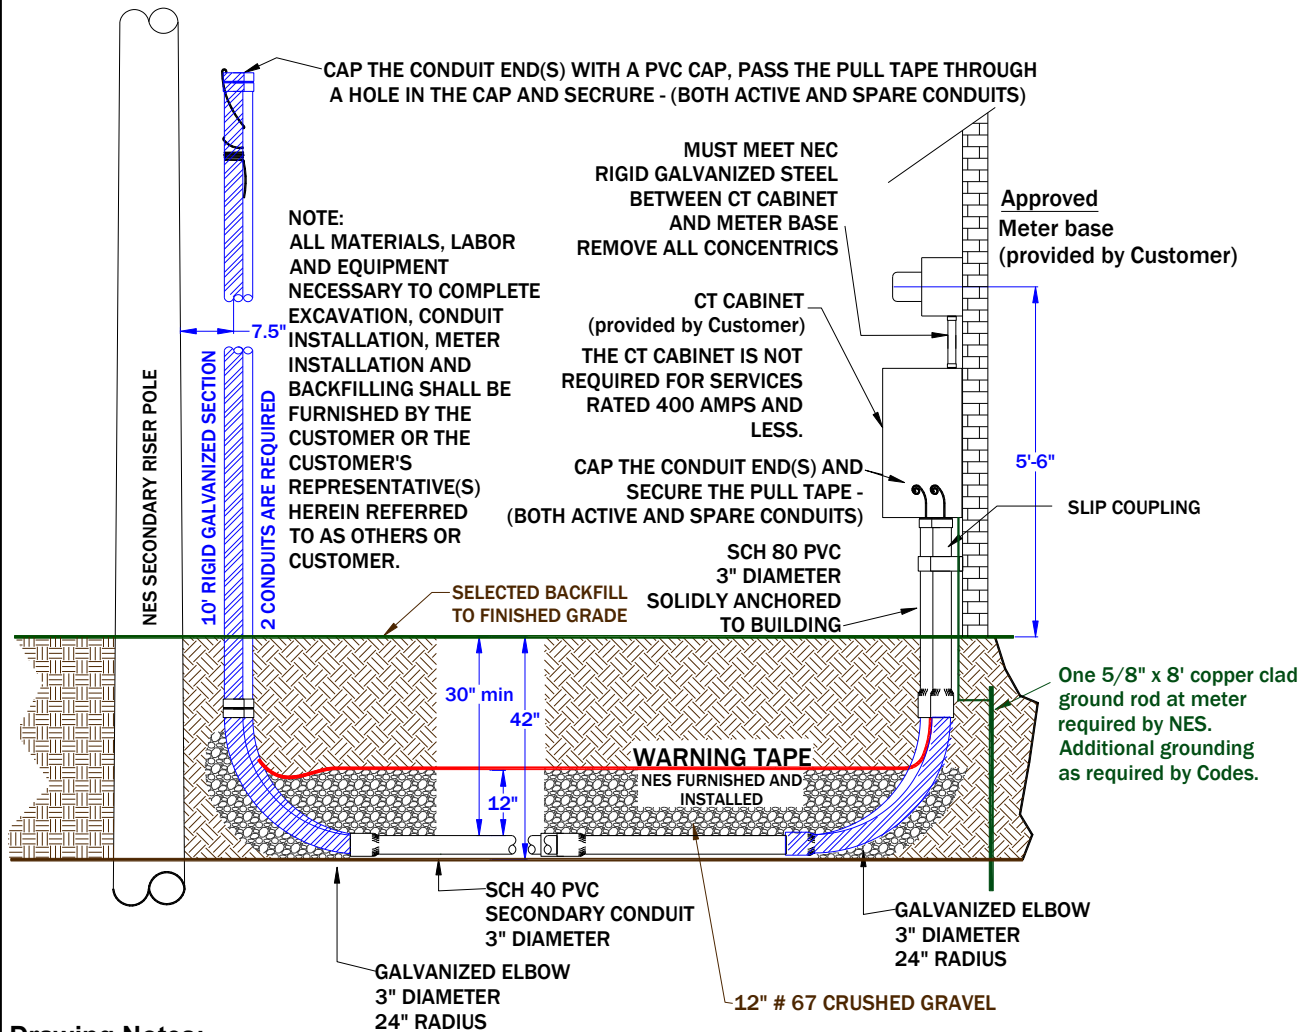 CAP THE CONDUIT END(S) WITH A PVC CAP, PASS THE PULL TAPE THROUGH
A HOLE IN THE CAP AND SECRURE - (BOTH ACTIVE AND SPARE CONDUITS)
MUST MEET NEC
RIGID GALVANIZED STEEL
BETWEEN CT CABINET
AND METER BASE
REMOVE ALL CONCENTRICS
Approved
Meter base
(provided by Customer)
NOTE:
ALL MATERIALS, LABOR
AND EQUIPMENT
NECESSARY TO COMPLETE
EXCAVATION, CONDUIT
INSTALLATION, METER
INSTALLATION AND
BACKFILLING SHALL BE
FURNISHED BY THE
CUSTOMER OR THE
CUSTOMER'S
REPRESENTATIVE(S)
HEREIN REFERRED
TO AS OTHERS OR
CUSTOMER.
7.5"
NES SECONDARY RISER POLE
10' RIGID GALVANIZED SECTION
2 CONDUITS ARE REQUIRED
CT CABINET
(provided by Customer)
THE CT CABINET IS NOT
REQUIRED FOR SERVICES
RATED 400 AMPS AND
LESS.
5'-6"
CAP THE CONDUIT END(S) AND
SECURE THE PULL TAPE -
(BOTH ACTIVE AND SPARE CONDUITS)
SLIP COUPLING
SCH 80 PVC
3" DIAMETER
SOLIDLY ANCHORED
TO BUILDING
SELECTED BACKFILL
TO FINISHED GRADE
30" min
42"
12"
WARNING TAPE
NES FURNISHED AND
INSTALLED
One 5/8" x 8' copper clad
ground rod at meter
required by NES.
Additional grounding
as required by Codes.
SCH 40 PVC
SECONDARY CONDUIT
3" DIAMETER
GALVANIZED ELBOW
3" DIAMETER
24" RADIUS
GALVANIZED ELBOW
3" DIAMETER
24" RADIUS
12" # 67 CRUSHED GRAVEL
Drawing Notes: